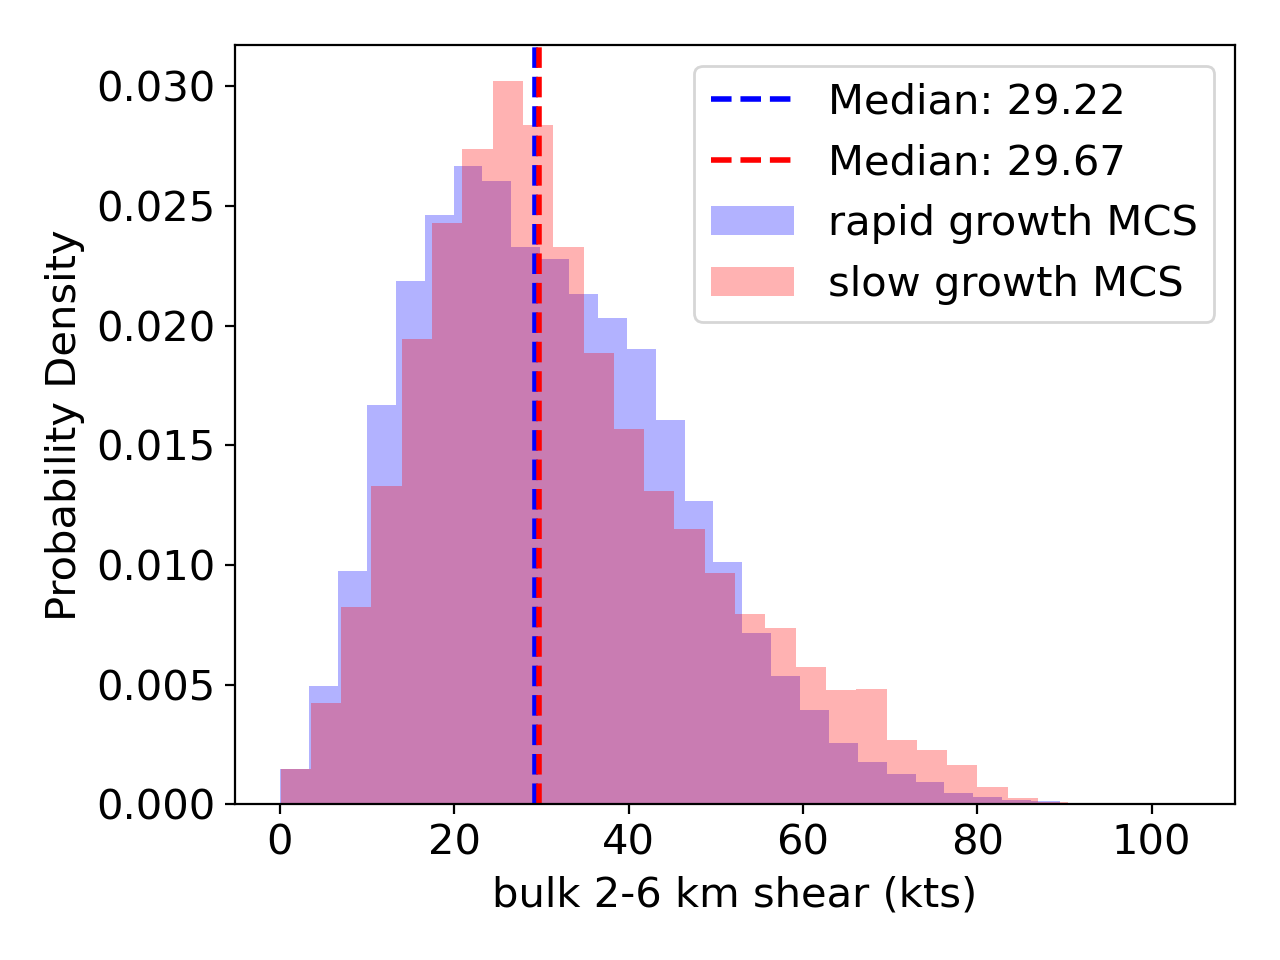 0.030
0.025
0.020
0.015
0.010
0.005
0.000
Probability Density
0 20 40 60 80 100
bulk 2-6 km shear (kts)
Median: 29.22
Median: 29.67
rapid growth MCS
slow growth MCS